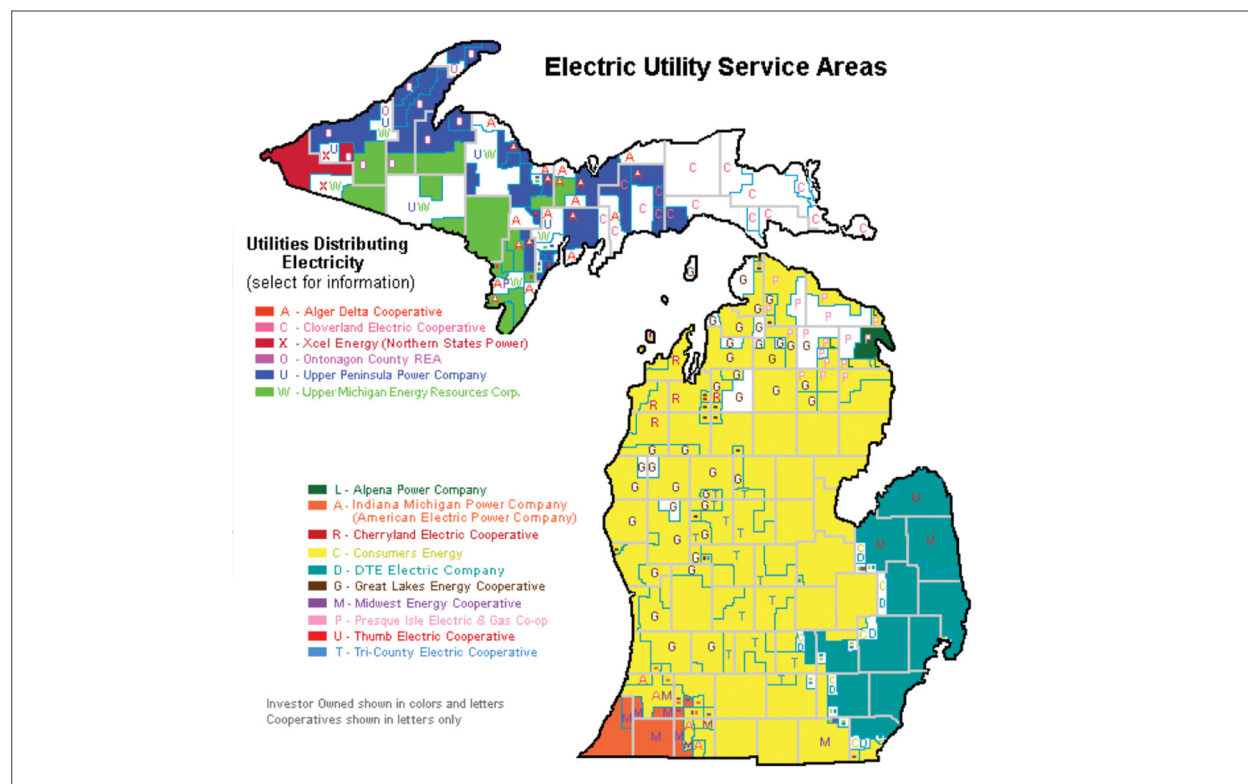 Electric Utility Service Areas
Utilities Distributing
Electricity
(select for information)
A - Alger Delta Cooperative
C - Cloverland Electric Cooperative
X - Xcel Energy (Northern States Power)
O - Ontonagon County REA
U - Upper Peninsula Power Company
W - Upper Michigan Energy Resources Corp.
L - Alpena Power Company
A - Indiana Michigan Power Company
(American Electric Power Company)
R - Cherryland Electric Cooperative
C - Consumers Energy
D - DTE Electric Company
G - Great Lakes Energy Cooperative
M - Midwest Energy Cooperative
P - Presque Isle Electric & Gas Co-op
U - Thumb Electric Cooperative
T - Tri-County Electric Cooperative
Investor Owned shown in colors and letters
Cooperatives shown in letters only